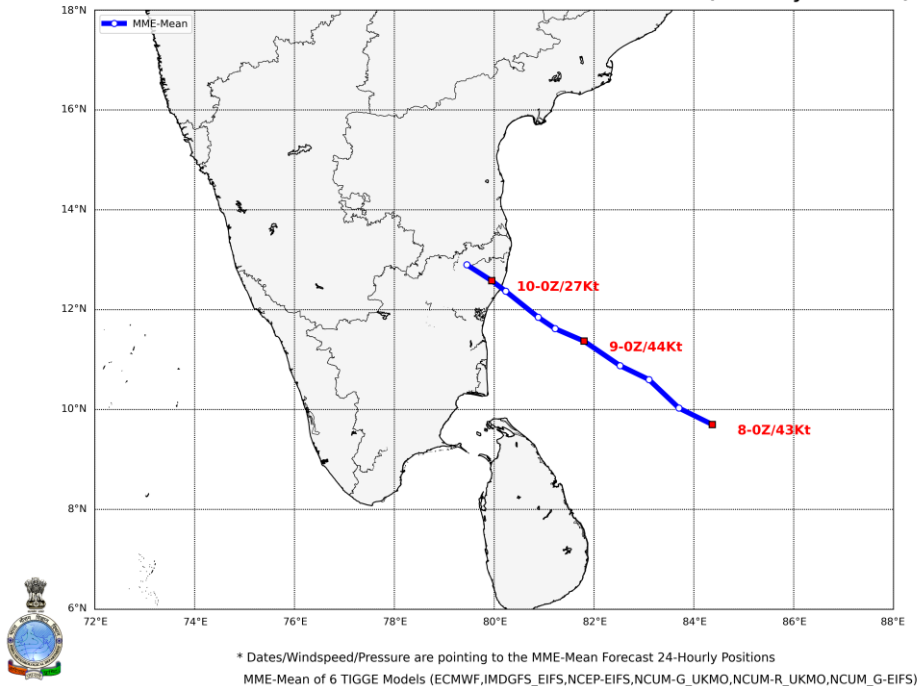 MME-Mean
18°N
16°N
14°N
12°N
10°N
8°N
6°N
10-0Z/27Kt
9-0Z/44Kt
8-0Z/43Kt
72°E 74°E 76°E 78°E 80°E 82°E 84°E 86°E 88°E
* Dates/Windspeed/Pressure are pointing to the MME-Mean Forecast 24-Hourly Positions
MME-Mean of 6 TIGGE Models (ECMWF,IMDGFS_EIFS,NCEP-EIFS,NCUM-G_UKMO,NCUM-R_UKMO,NCUM_G-EIFS)